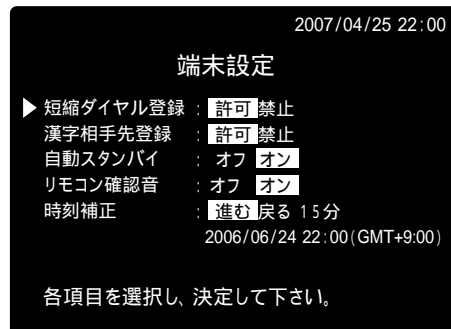 2007/04/25 22:00
端末設定
▶ 短縮ダイヤル登録 : 許可 禁止
漢字相手先登録 : 許可 禁止
自動スタンバイ : オフ オン
リモコン確認音 : オフ オン
時刻補正 : 進む 戻る 15分
2006/06/24 22:00(GMT+9:00)
各項目を選択し、決定して下さい。